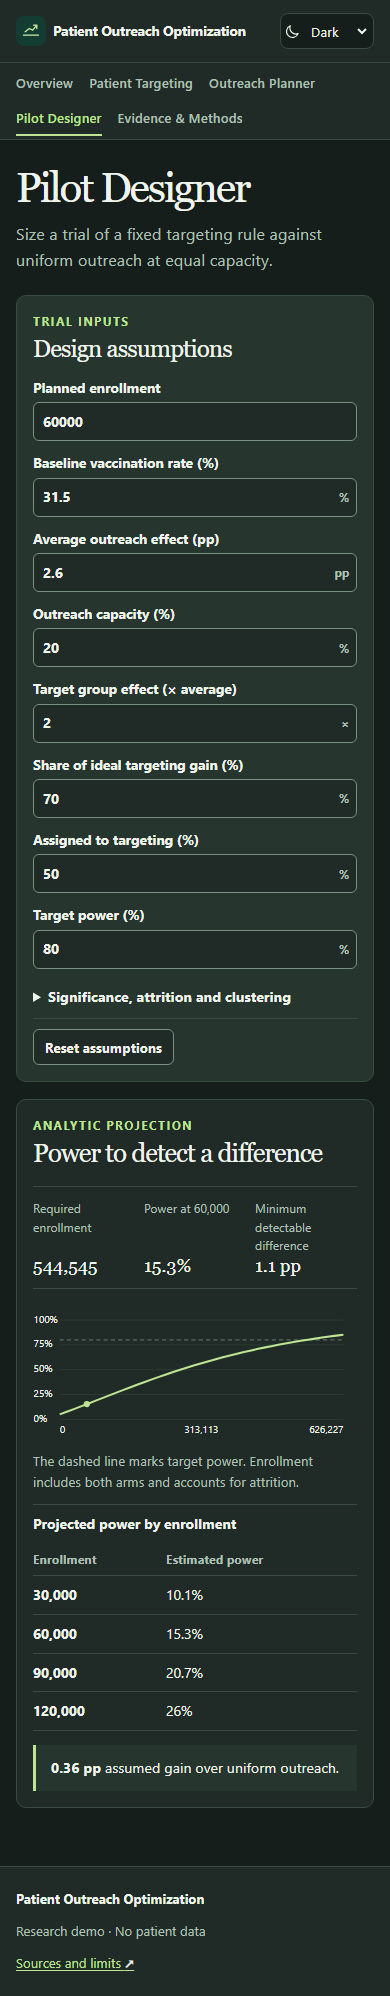 Patient Outreach Optimization
Dark
Overview Patient Targeting Outreach Planner
Pilot Designer Evidence & Methods
Pilot Designer
Size a trial of a fixed targeting rule against
uniform outreach at equal capacity.
TRIAL INPUTS
Design assumptions
Planned enrollment
60000
Baseline vaccination rate (%)
31.5 %
Average outreach effect (pp)
2.6 pp
Outreach capacity (%)
20 %
Target group effect (× average)
2 ×
Share of ideal targeting gain (%)
70 %
Assigned to targeting (%)
50 %
Target power (%)
80 %
▶ Significance, attrition and clustering
Reset assumptions
ANALYTIC PROJECTION
Power to detect a difference
Required
enrollment
544,545
Power at 60,000
15.3%
Minimum
detectable
difference
1.1 pp
100%
75%
50%
25%
0%
0 313,113 626,227
The dashed line marks target power. Enrollment
includes both arms and accounts for attrition.
Projected power by enrollment
Enrollment Estimated power
30,000 10.1%
60,000 15.3%
90,000 20.7%
120,000 26%
0.36 pp assumed gain over uniform outreach.
Patient Outreach Optimization
Research demo · No patient data
Sources and limits ↗